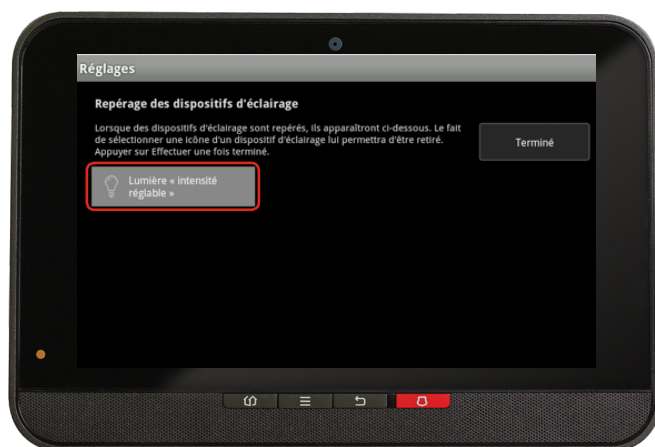 Réglages
Repérage des dispositifs d'éclairage
Lorsque des dispositifs d'éclairage sont repérés, ils apparaîtront ci-dessous. Le fait
de sélectionner une icône d'un dispositif d'éclairage lui permettra d'être retiré.
Appuyer sur Effectuer une fois terminé.
Terminé
Lumière « intensité
réglable »